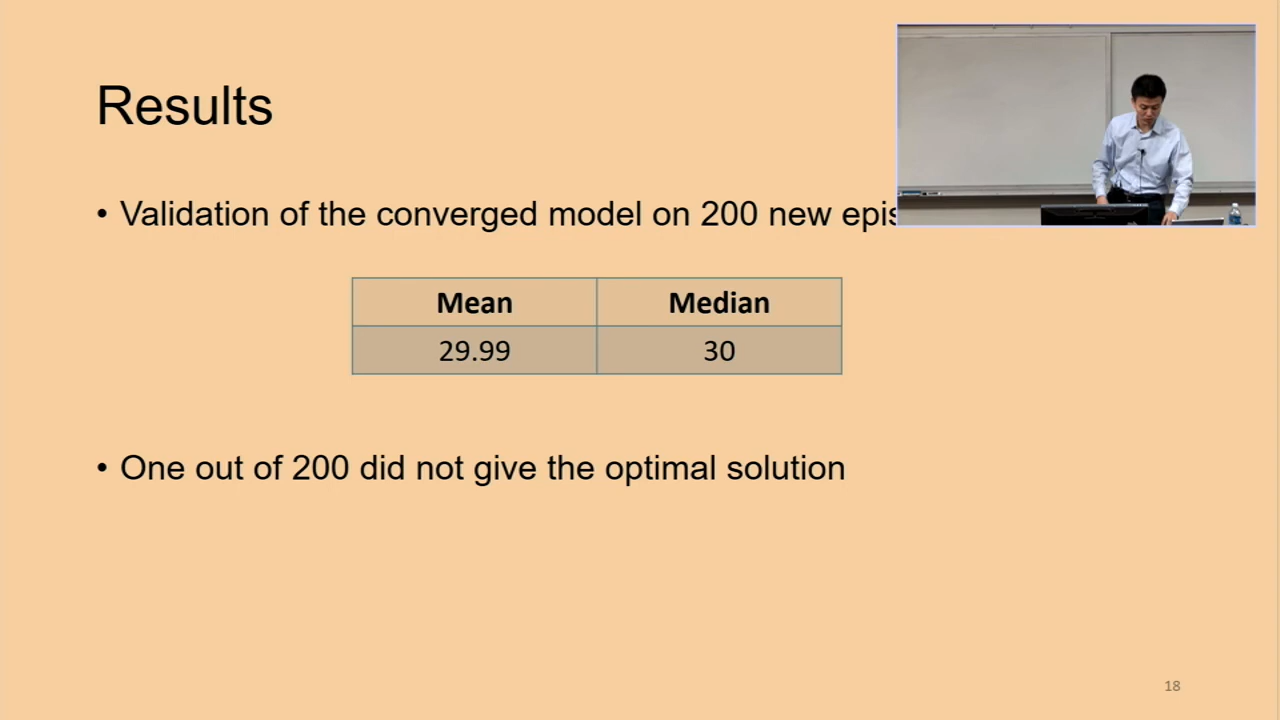 Results
• Validation of the converged model on 200 new
Mean Median
29.99 30
• One out of 200 did not give the optimal solution
18